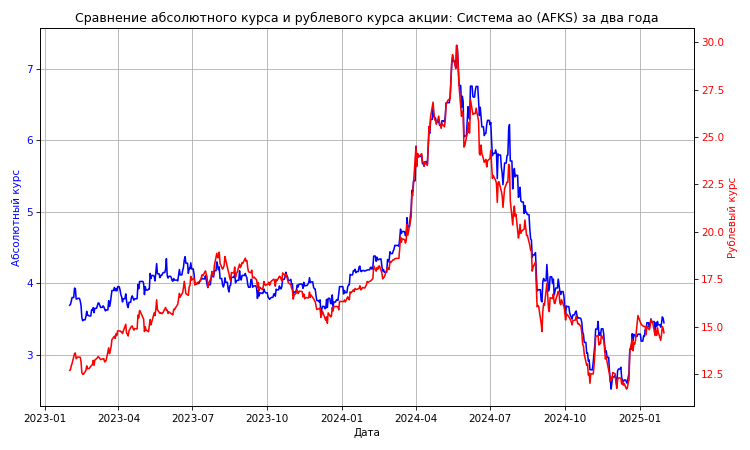 Сравнение абсолютного курса и рублевого курса акции: Система ао (AFKS) за два года
Абсолютный курс
7
6
5
4
3
30.0
27.5
25.0
22.5
20.0
17.5
15.0
12.5
Рублевый курс
2023-01 2023-04 2023-07 2023-10 2024-01 2024-04 2024-07 2024-10 2025-01
Дата